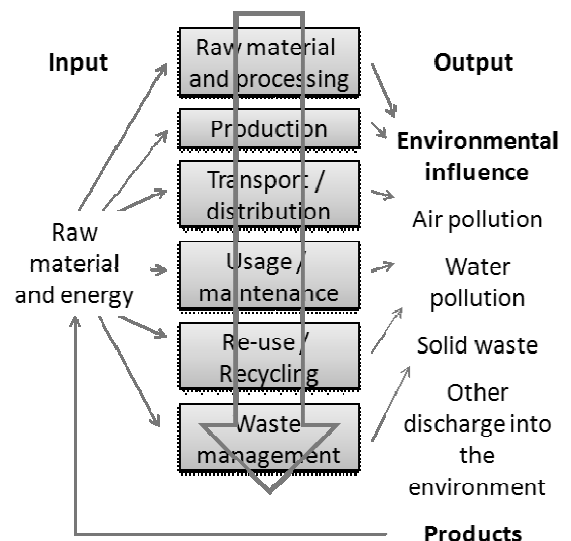 Input
Raw material
and energy
Raw material
and processing
Production
Transport /
distribution
Usage /
maintenance
Re-use /
Recycling
Waste
management
Output
Environmental
influence
Air pollution
Water
pollution
Solid waste
Other
discharge into
the
environment
Products